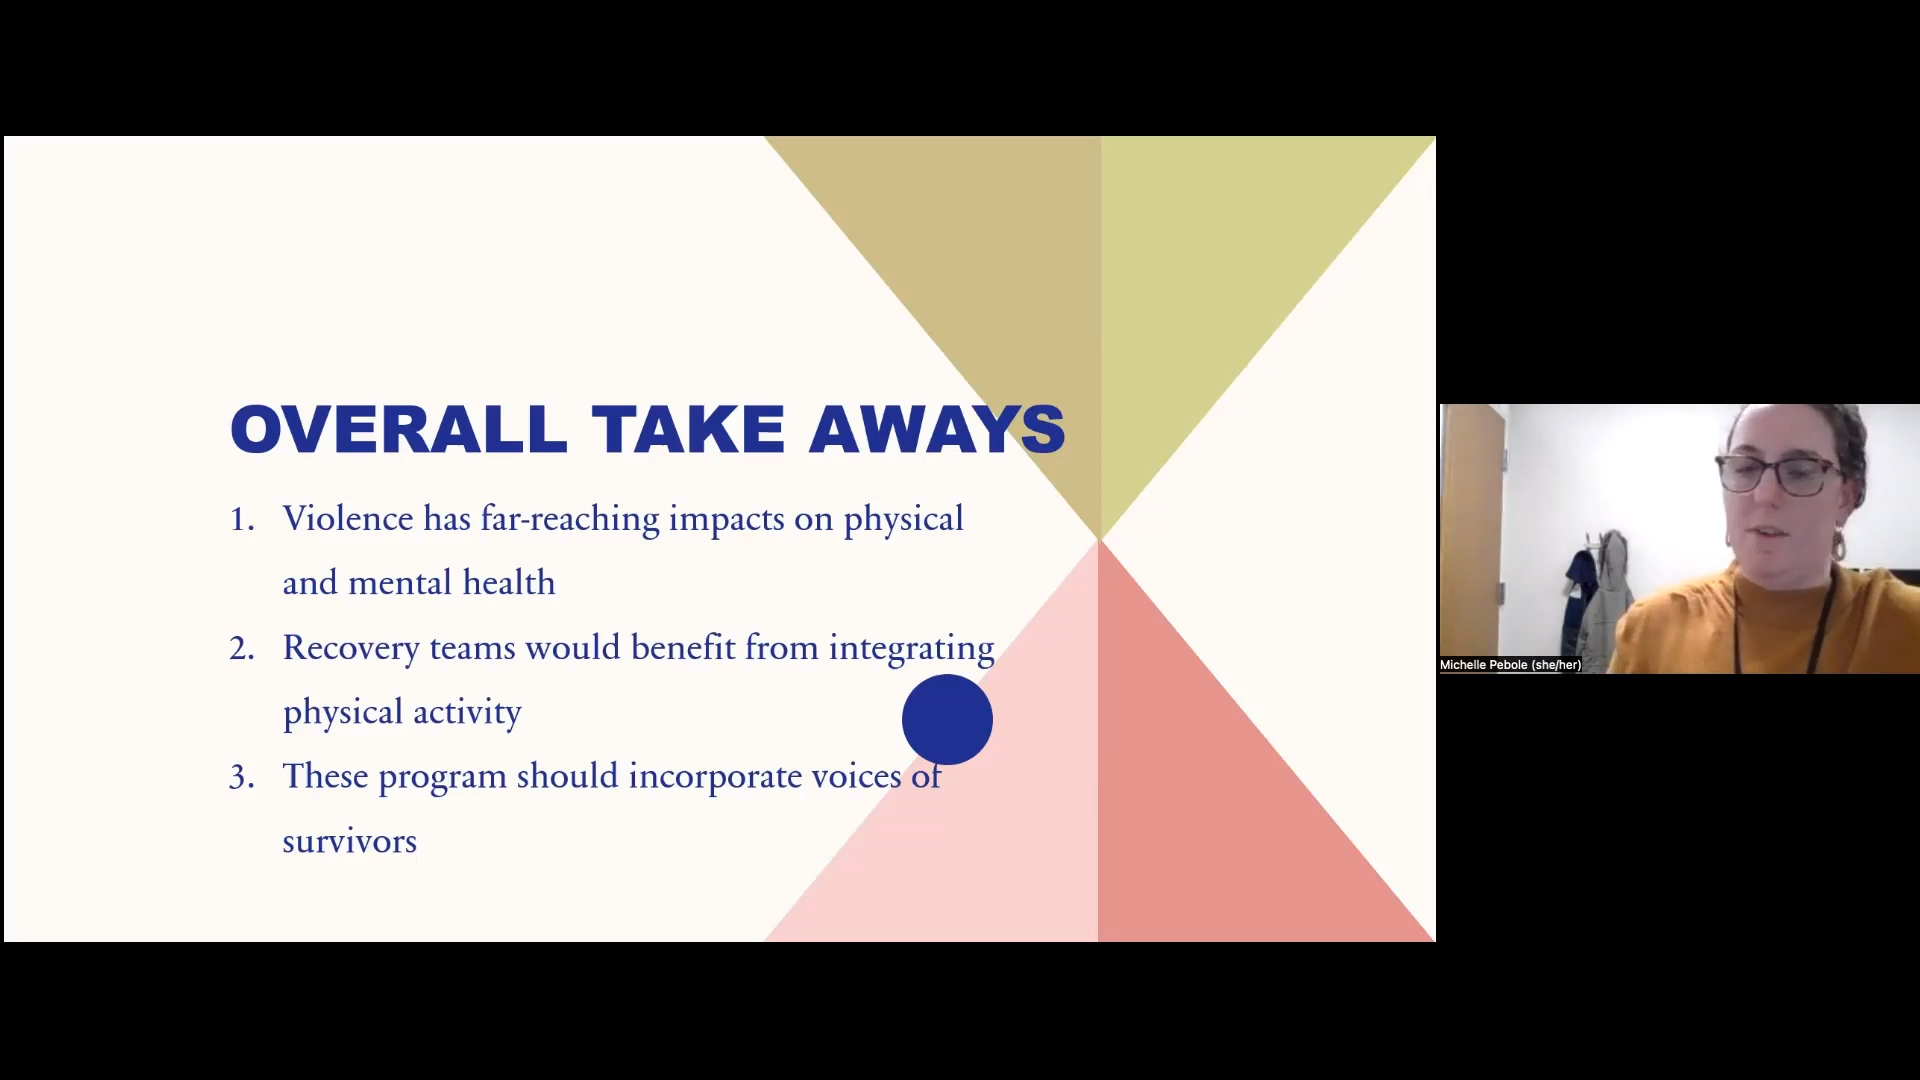 OVERALL TAKE AWAYS
1. Violence has far-reaching impacts on physical
and mental health
2. Recovery teams would benefit from integrating
physical activity
3. These program should incorporate voices of
survivors
Michelle Pebole (she/her)